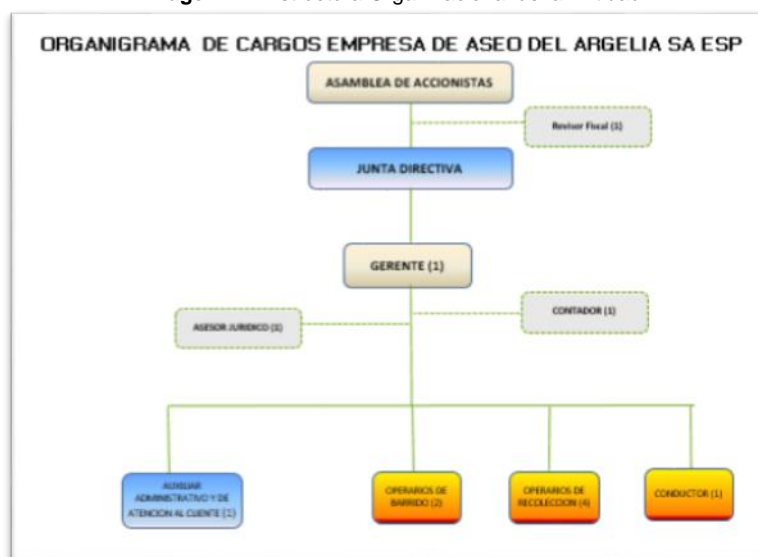 ORGANIGRAMA DE CARGOS EMPRESA DE ASEO DEL ARGELIA SA ESP
ASAMBLEA DE ACCIONISTAS
Revisor Fiscal (1)
JUNTA DIRECTIVA
GERENTE (1)
ASESOR JURIDICO (1)
CONTADOR (1)
AUXILIAR
ADMINISTRATIVO Y DE
ATENCION AL CLIENTE (1)
OPERARIOS DE
BARRIDO (2)
OPERARIOS DE
RECOLECCION (4)
CONDUCTOR (1)